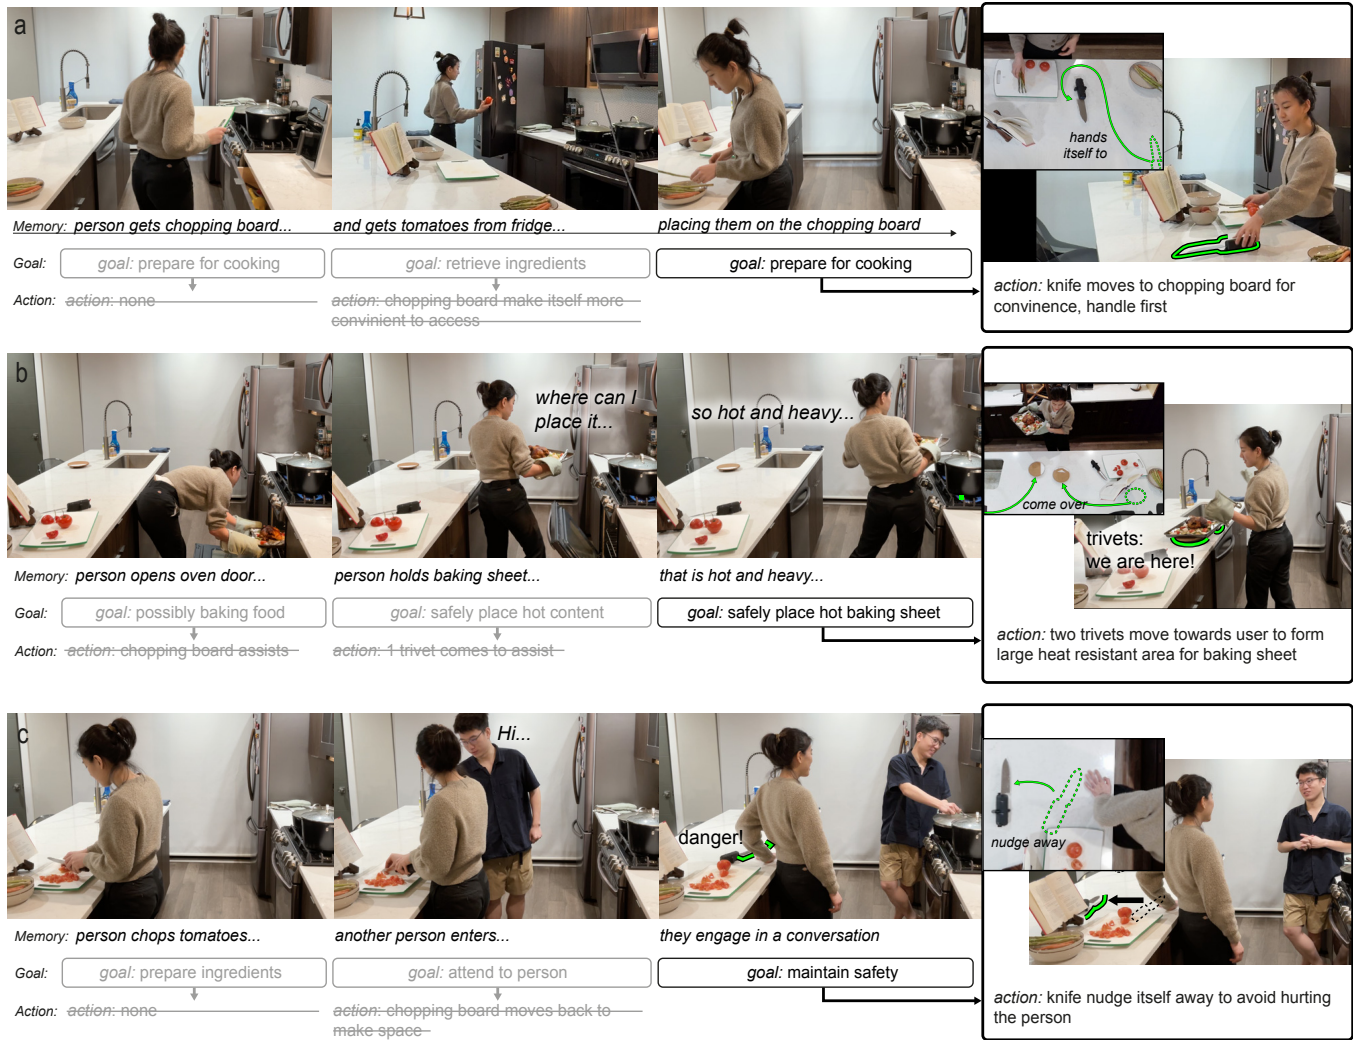 a
hands
itself to
Memory: person gets chopping board...
and gets tomatoes from fridge...
placing them on the chopping board
Goal:
goal: prepare for cooking
goal: retrieve ingredients
goal: prepare for cooking
Action:
action: none
action: chopping board make itself more
convinient to access
action: knife moves to chopping board for
convinence, handle first
b
where can I
place it...
so hot and heavy...
come over
trivets:
we are here!
Memory: person opens oven door...
person holds baking sheet...
that is hot and heavy...
Goal:
goal: possibly baking food
goal: safely place hot content
goal: safely place hot baking sheet
Action:
action: chopping board assists
action: 1 trivet comes to assist
action: two trivets move towards user to form
large heat resistant area for baking sheet
c
Hi...
danger!
nudge away
Memory: person chops tomatoes...
another person enters...
they engage in a conversation
Goal:
goal: prepare ingredients
goal: attend to person
goal: maintain safety
Action:
action: none
action: chopping board moves back to
make space
action: knife nudge itself away to avoid hurting
the person